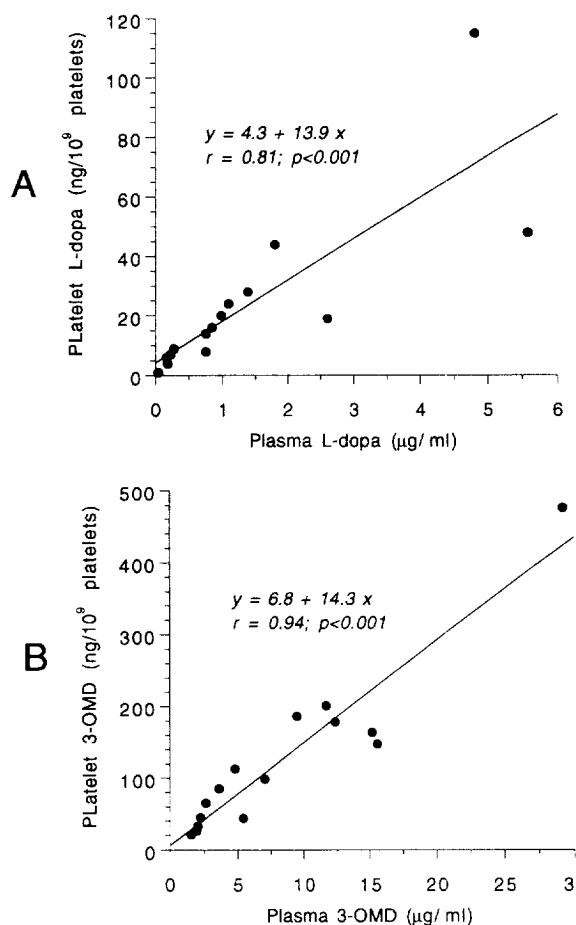 A
PLatelet L-dopa (ng/10⁹ platelets)
120
100
80
60
40
20
0
y = 4.3 + 13.9 x
r = 0.81; p<0.001
0 1 2 3 4 5 6
Plasma L-dopa (μg/ ml)
B
PLatelet 3-OMD (ng/10⁹ platelets)
500
400
300
200
100
0
y = 6.8 + 14.3 x
r = 0.94; p<0.001
0 5 10 15 20 25 3
Plasma 3-OMD (μg/ ml)